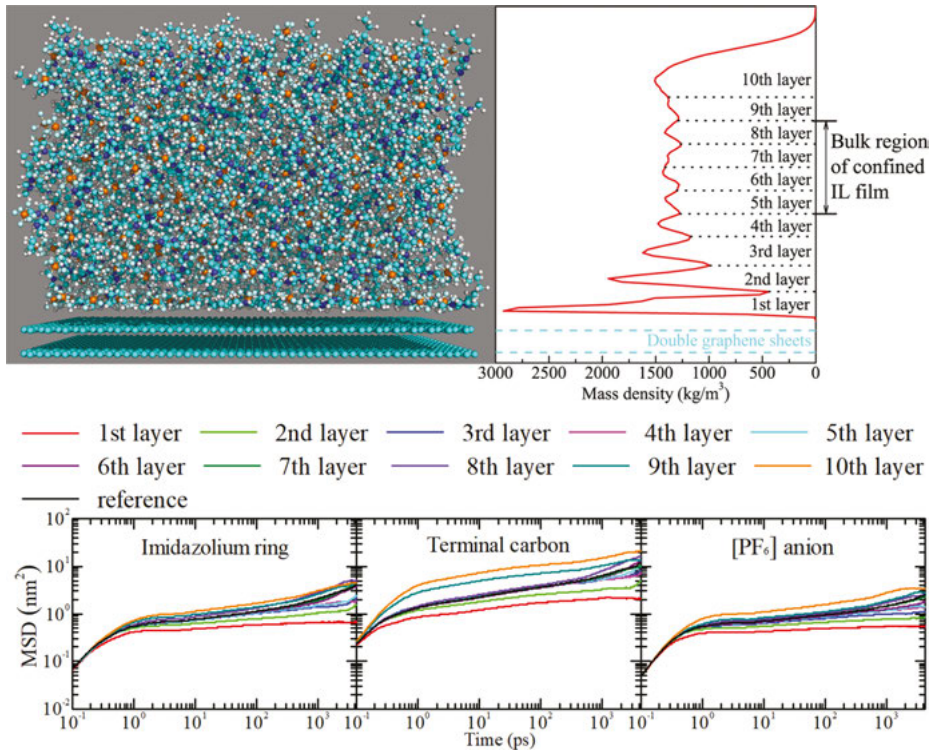 10th layer
9th layer
8th layer
7th layer
6th layer
5th layer
4th layer
3rd layer
2nd layer
1st layer
Bulk region
of confined
IL film
Double graphene sheets
3000 2500 2000 1500 1000 500 0
Mass density (kg/m³)
1st layer 2nd layer 3rd layer 4th layer 5th layer
6th layer 7th layer 8th layer 9th layer 10th layer
reference
MSD (nm²)
10² 10¹ 10⁰ 10⁻¹ 10⁻²
Imidazolium ring Terminal carbon [PF₆] anion
10⁻¹ 10⁰ 10¹ 10² 10³ 10⁻¹ 10⁰ 10¹ 10² 10³ 10⁻¹ 10⁰ 10¹ 10² 10³
Time (ps)